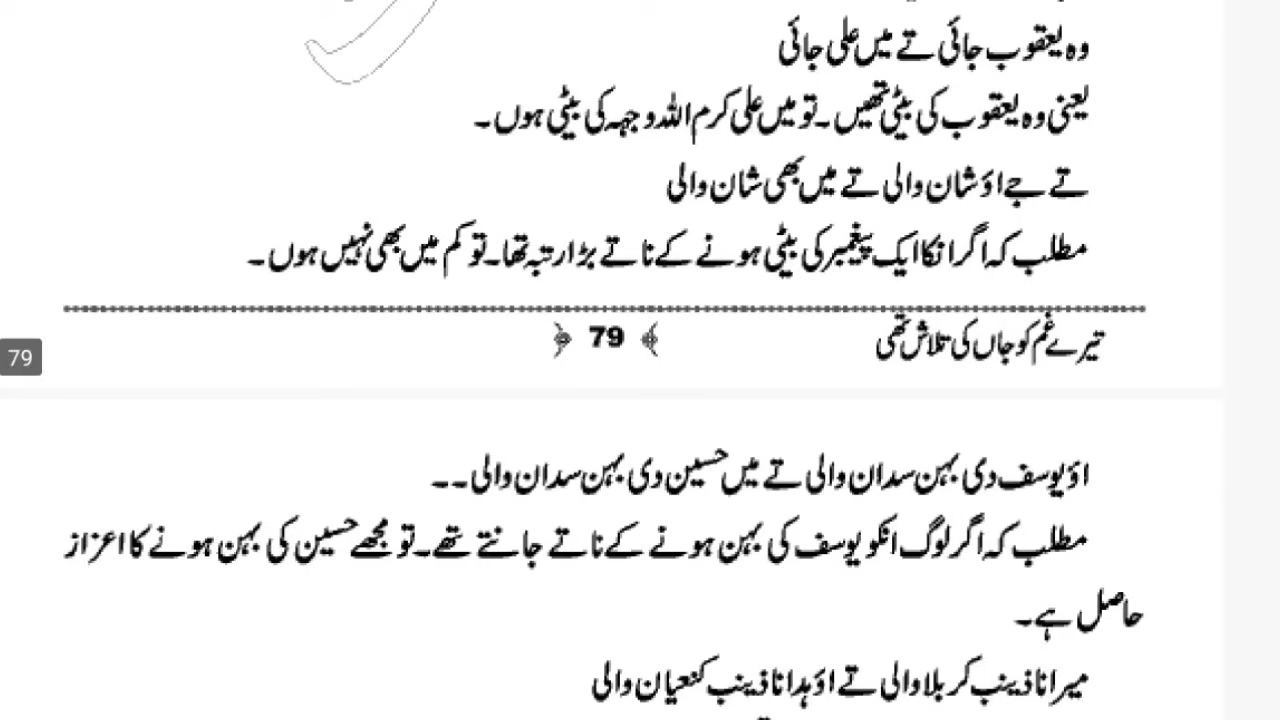 وہ یعقوب جائی تے میں علی جائی
یعنی وہ یعقوب کی بیٹی تھیں۔ تو میں علی کرم اللہ وجہہ کی بیٹی ہوں۔
تے جے اؤ شان والی تے میں بھی شان والی
مطلب کہ اگر انکا ایک پیغمبر کی بیٹی ہونے کے ناتے بڑا رتبہ تھا۔ تو کم میں بھی نہیں ہوں۔
تیرے غم کو جاں کی تلاش تھی
79
79
اؤ یوسف دی بہن سدان والی تے میں حسین دی بہن سدان والی۔۔
مطلب کہ اگر لوگ انکو یوسف کی بہن ہونے کے ناتے جانتے تھے۔ تو مجھے حسین کی بہن ہونے کا اعزاز
حاصل ہے۔
میرا ناذینب کربلا والی تے اؤہدا ناذینب کنعیان والی